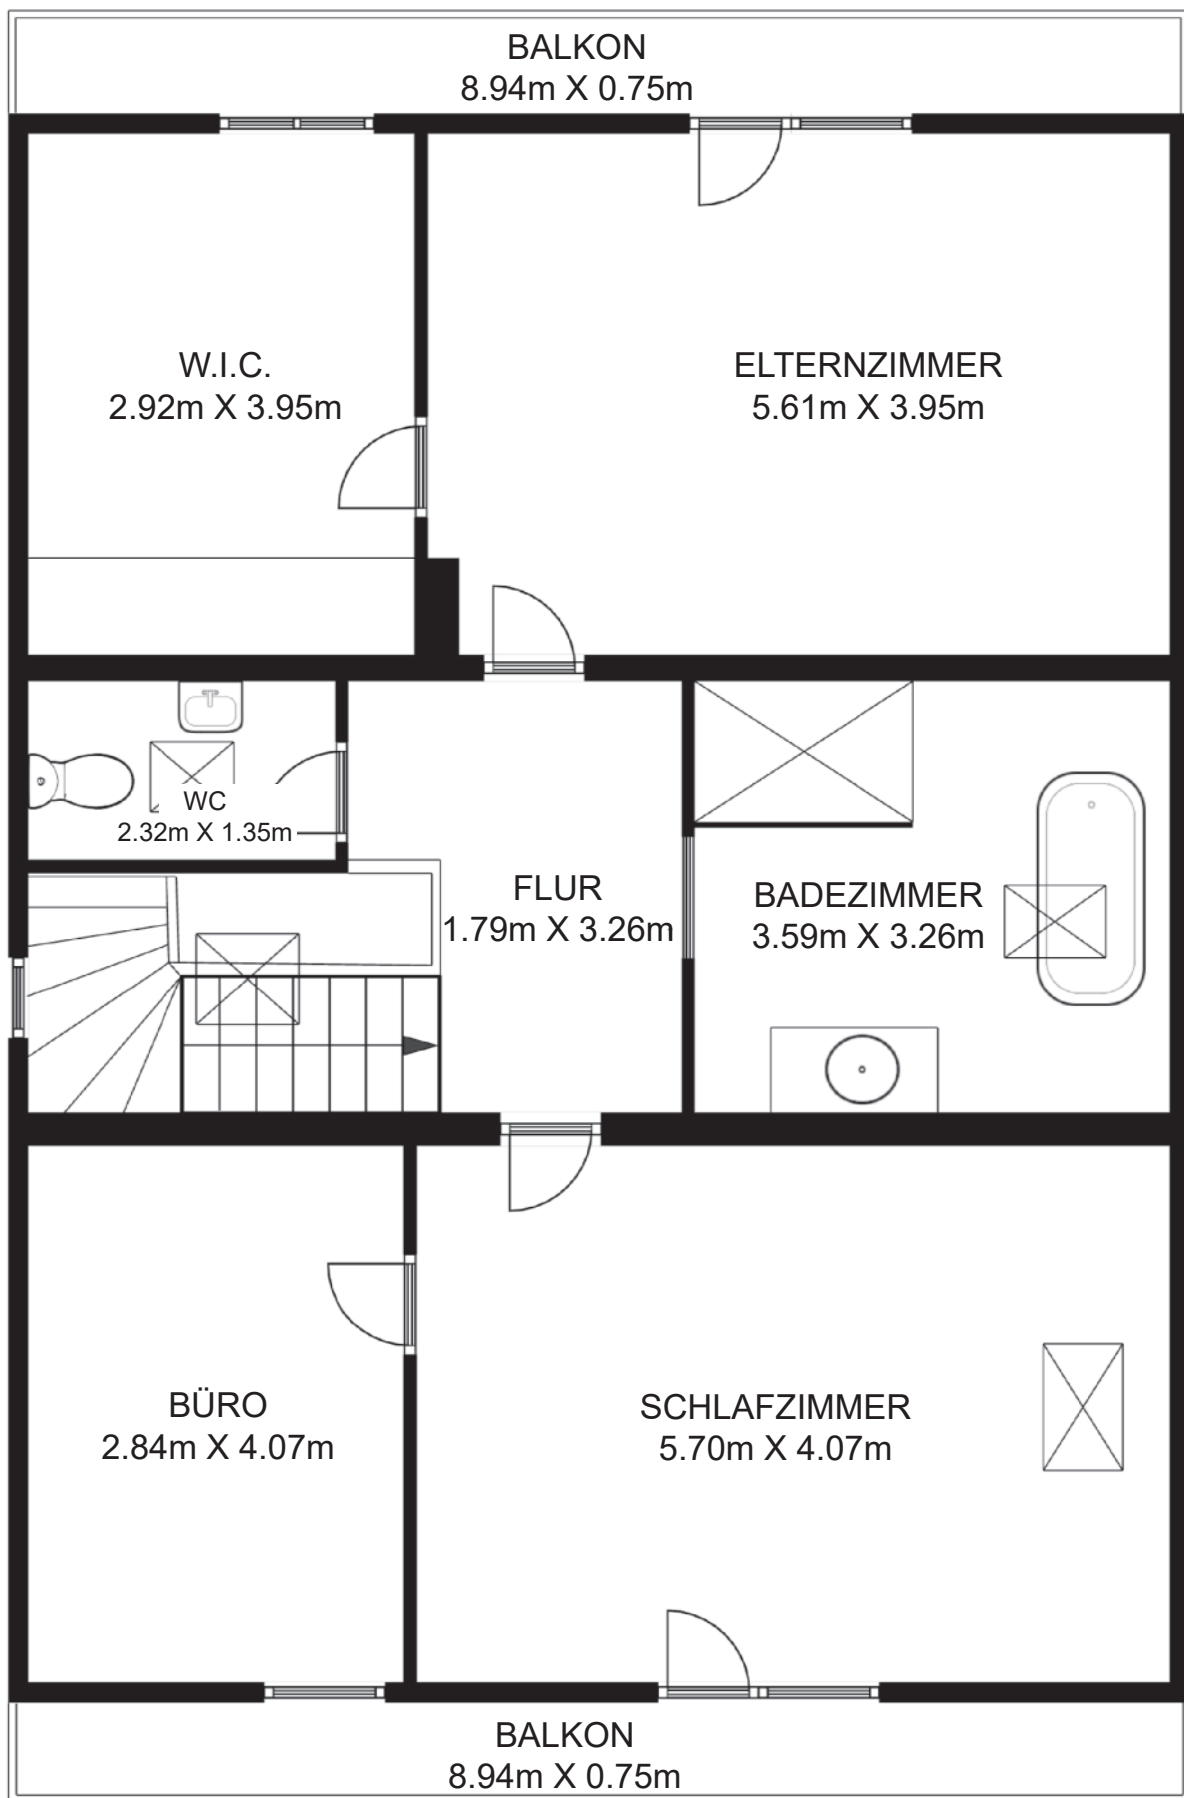 BALKON
8.94m X 0.75m
W.I.C.
2.92m X 3.95m
ELTERNZIMMER
5.61m X 3.95m
WC
2.32m X 1.35m
FLUR
1.79m X 3.26m
BADEZIMMER
3.59m X 3.26m
BÜRO
2.84m X 4.07m
SCHLAFZIMMER
5.70m X 4.07m
BALKON
8.94m X 0.75m